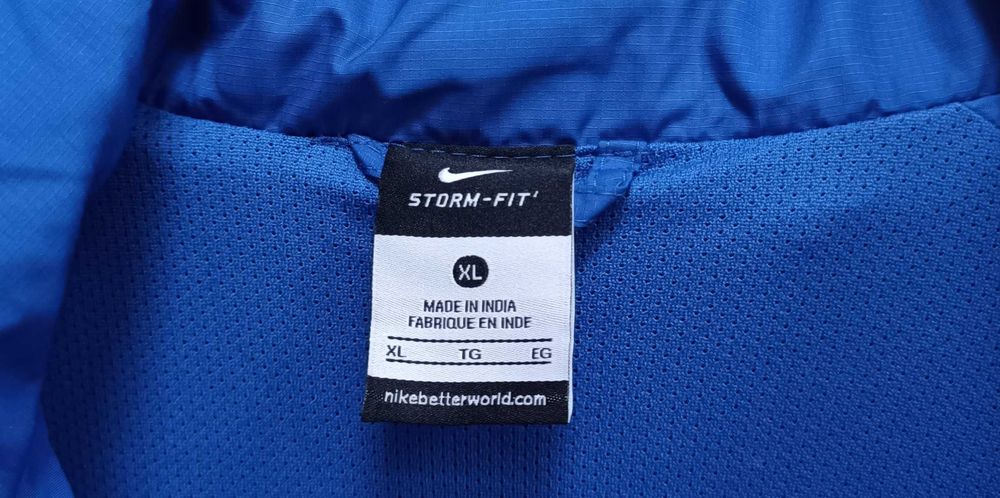 STORM-FIT
XL
MADE IN INDIA
FABRIQUE EN INDE
XL TG EG
nikebetterworld.com